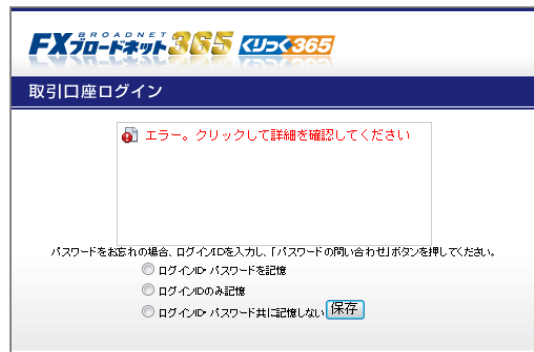 BROADNET
FXブロードネット365 くりっく365
取引口座ログイン
エラー。クリックして詳細を確認してください
パスワードをお忘れの場合、ログインIDを入力し、「パスワードの問い合わせ」ボタンを押してください。
ログインID・パスワードを記憶
ログインIDのみ記憶
ログインID・パスワード共に記憶しない 保存